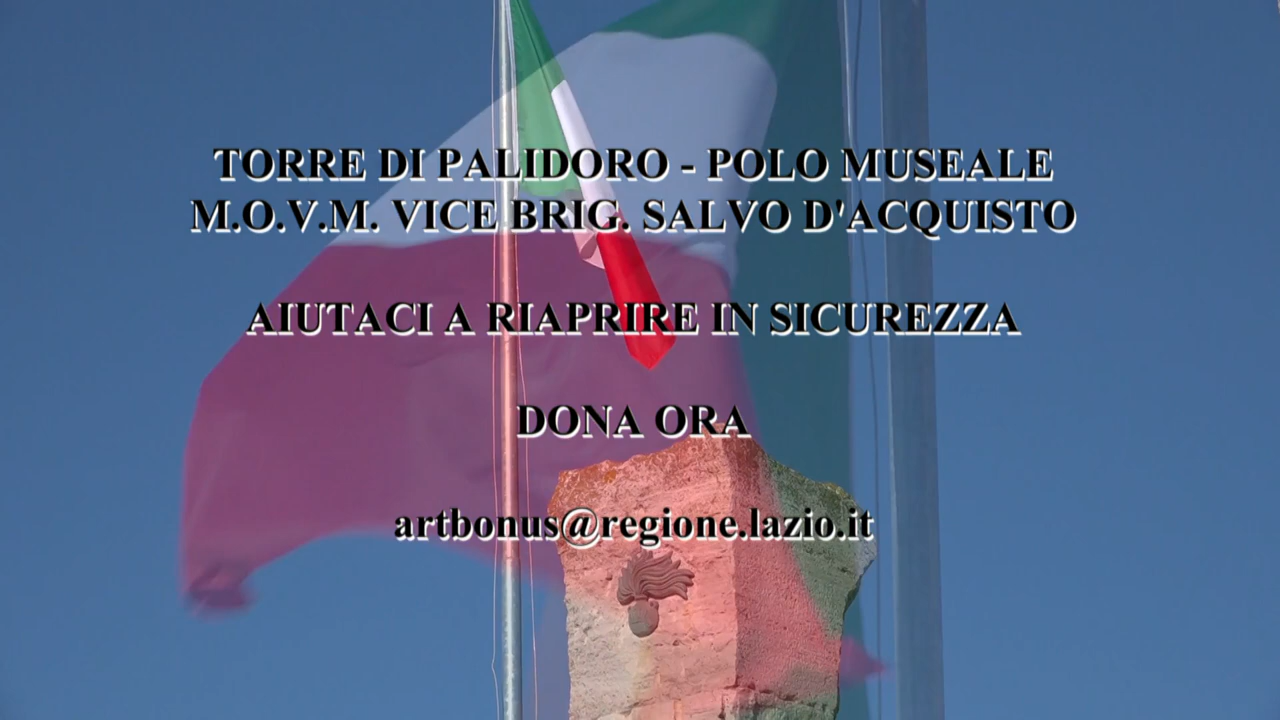 TORRE DI PALIDORO - POLO MUSEALE
M.O.V.M. VICE BRIG. SALVO D'ACQUISTO
AIUTACI A RIAPRIRE IN SICUREZZA
DONA ORA
artbonus@regione.lazio.it